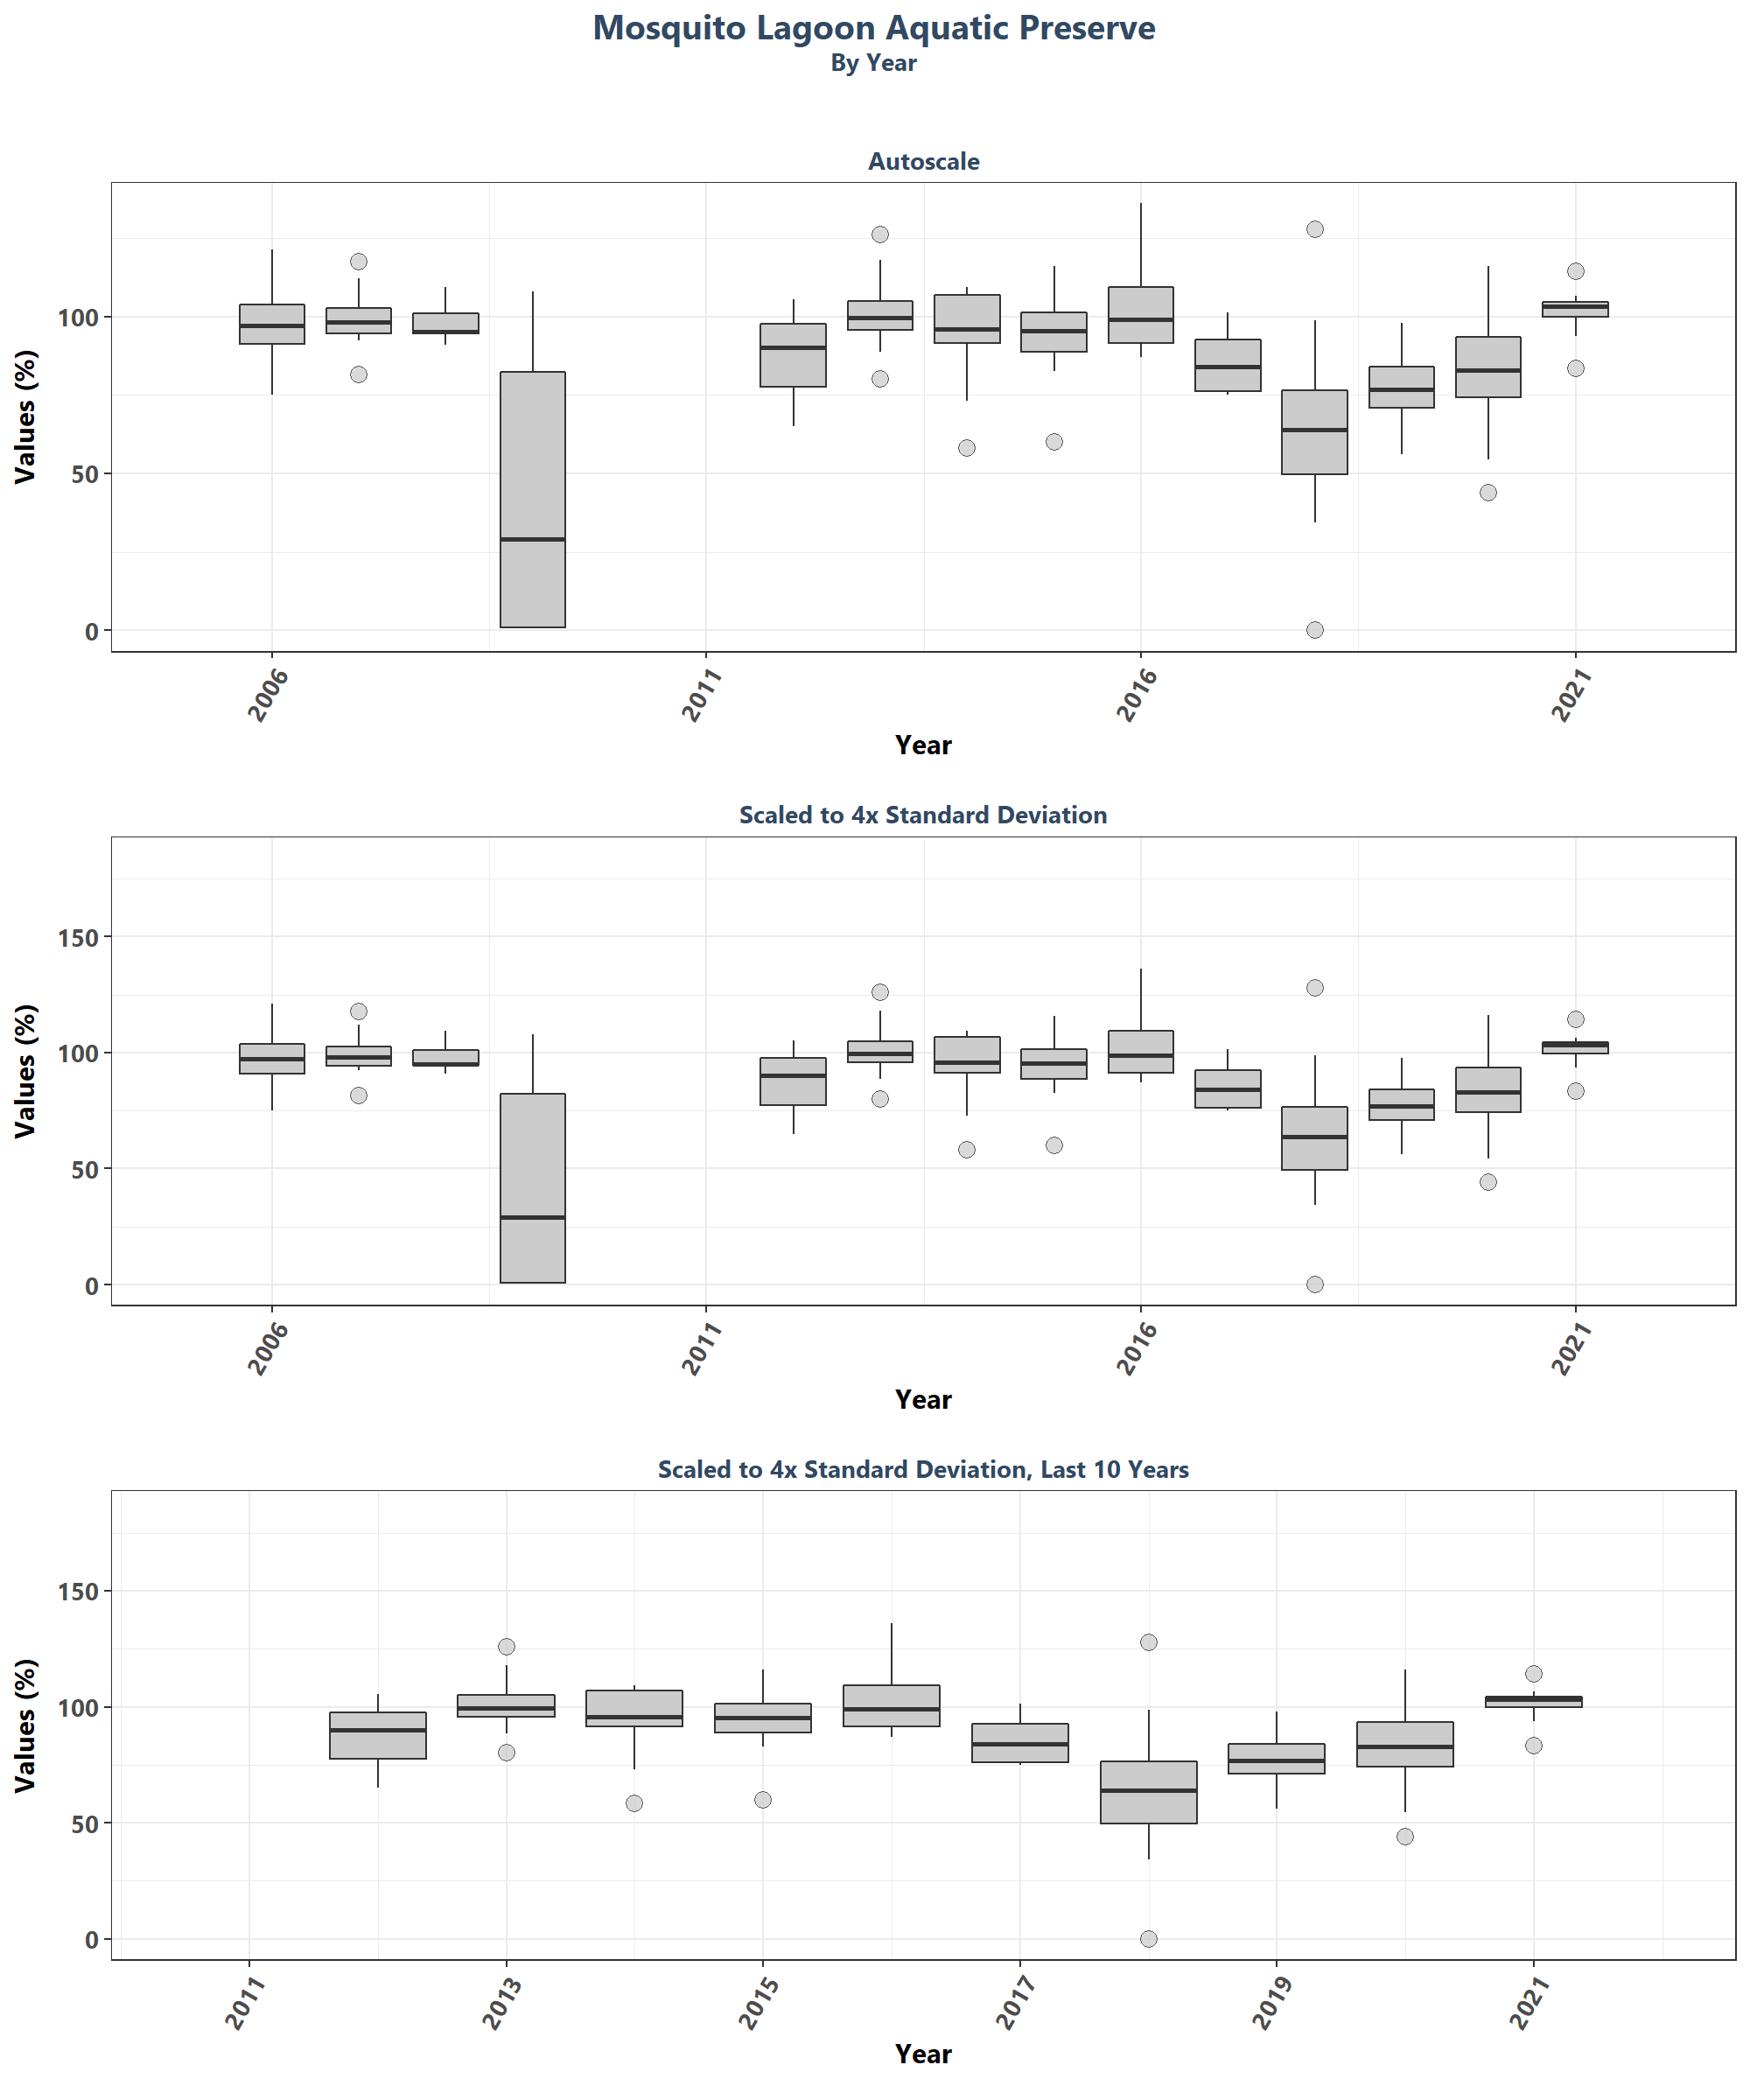 Mosquito Lagoon Aquatic Preserve
By Year
Autoscale
Values (%)
100
50
0
2006
2011
2016
2021
Year
Scaled to 4x Standard Deviation
Values (%)
150
100
50
0
2006
2011
2016
2021
Year
Scaled to 4x Standard Deviation, Last 10 Years
Values (%)
150
100
50
0
2011
2013
2015
2017
2019
2021
Year